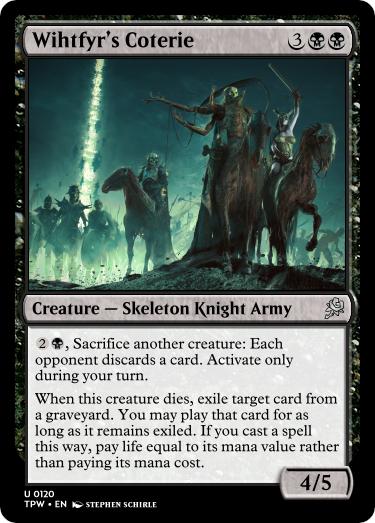 Wihtfyr's Coterie 3
Creature — Skeleton Knight Army
2, Sacrifice another creature: Each
opponent discards a card. Activate only
during your turn.
When this creature dies, exile target card from
a graveyard. You may play that card for as
long as it remains exiled. If you cast a spell
this way, pay life equal to its mana value rather
than paying its mana cost.
4/5
U 0120
TPW • EN STEPHEN SCHIRLE